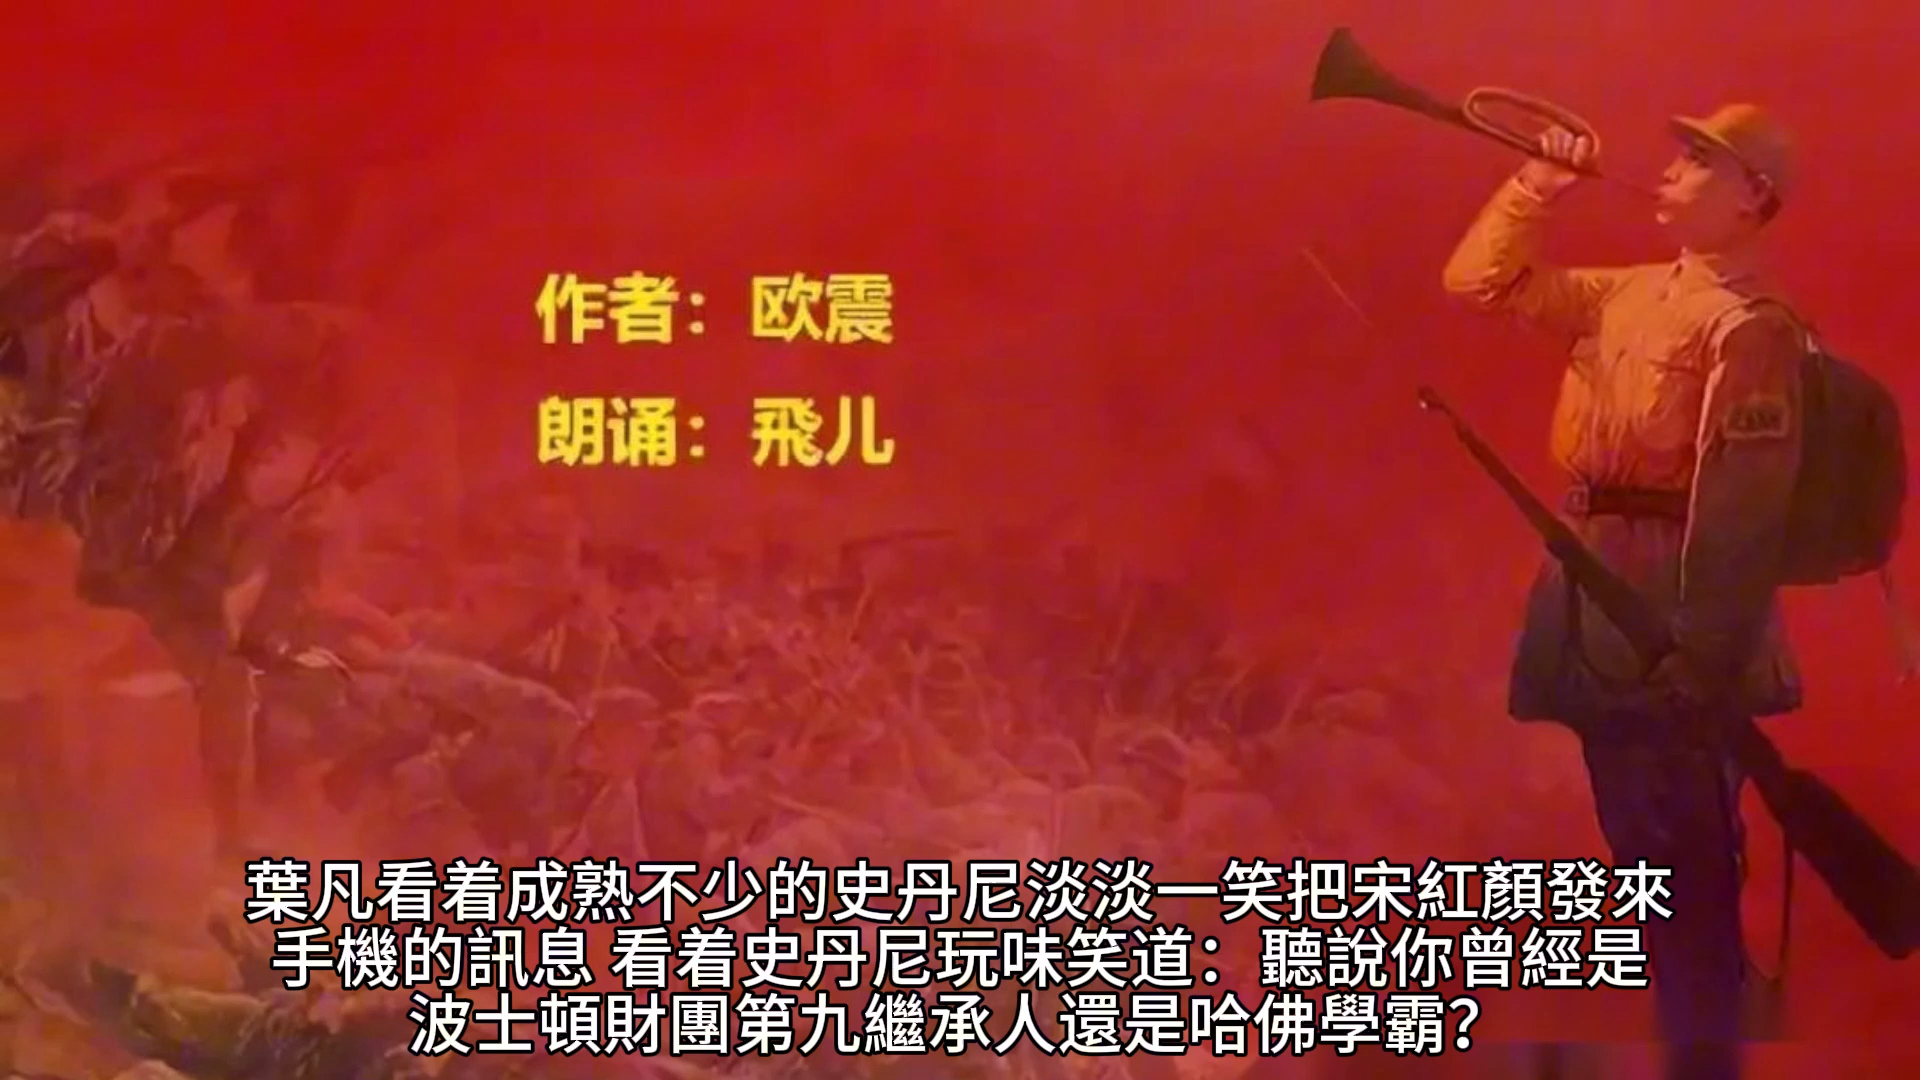 作者：欧震
朗诵：飛儿
葉凡看着成熟不少的史丹尼淡淡一笑把宋紅顏發來
手機的訊息 看着史丹尼玩味笑道：聽說你曾經是
波士頓財團第九繼承人還是哈佛學霸？